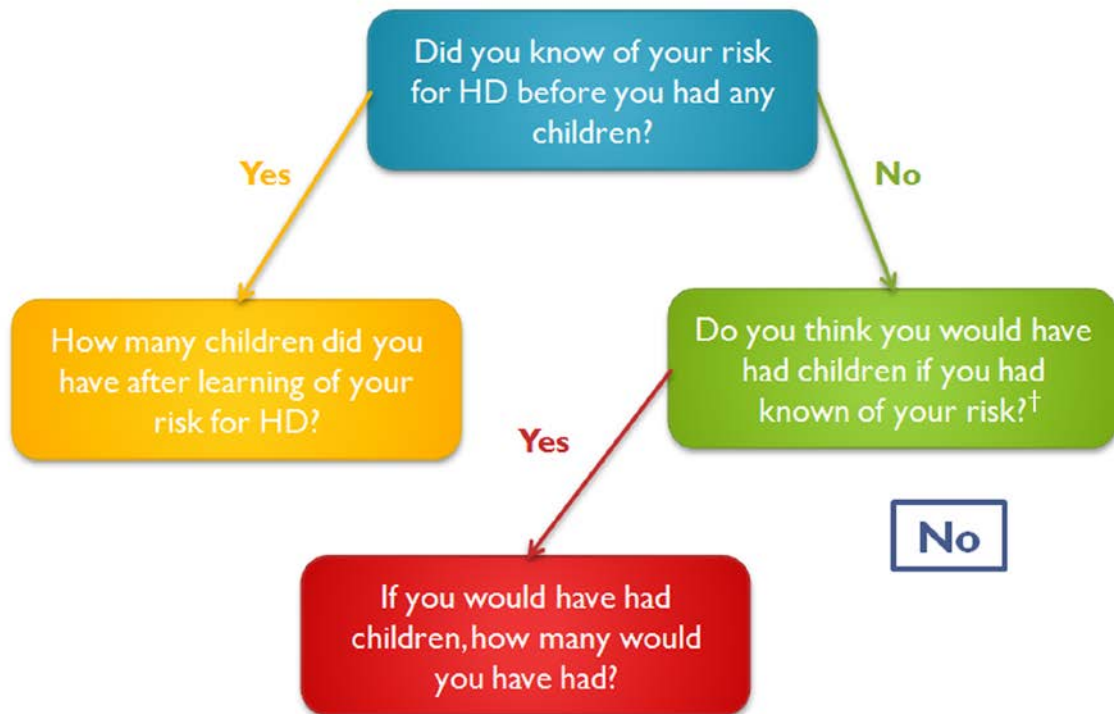 Did you know of your risk
for HD before you had any
children?
Yes
No
How many children did you
have after learning of your
risk for HD?
Do you think you would have
had children if you had
known of your risk?†
Yes
No
If you would have had
children, how many would
you have had?